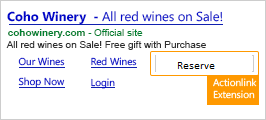 Coho Winery - All red wines on Sale!
cohowinery.com - Official site
All red wines on Sale! Free gift with Purchase
Our Wines Red Wines Reserve
Shop Now Login
Actionlink
Extension